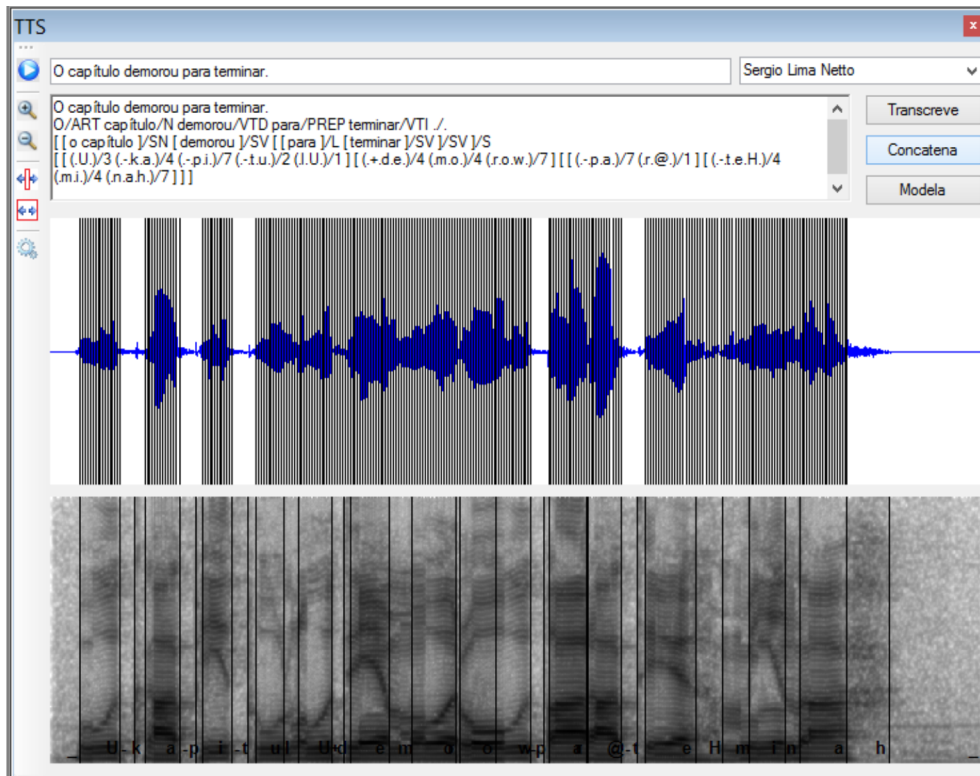 TTS
O capítulo demorou para terminar.
Sergio Lima Netto
O capítulo demorou para terminar.
O/ART capítulo/N demorou/VTD para/PREP terminar/VTI ./.
[ [ o capítulo ]/SN [ demorou ]/SV [ [ para ]/L [ terminar ]/SV ]/SV ]/S
[ [ (.U.)/3 (.-k.a.)/4 (.-p.i.)/7 (.-t.u.)/2 (.l.U.)/1 ] [ (.+d.e.)/4 (.m.o.)/4 (.r.o.w.)/7 ] [ [ (.-p.a.)/7 (.r.@.)/1 ] [ (.-t.e.H.)/4
(.m.i.)/4 (.n.a.h.)/7 ] ] ]
Transcreve
Concatena
Modela
_ U -k a -p i -t u l U +d e m o r o w -p a r @ -t e H m i n a h _